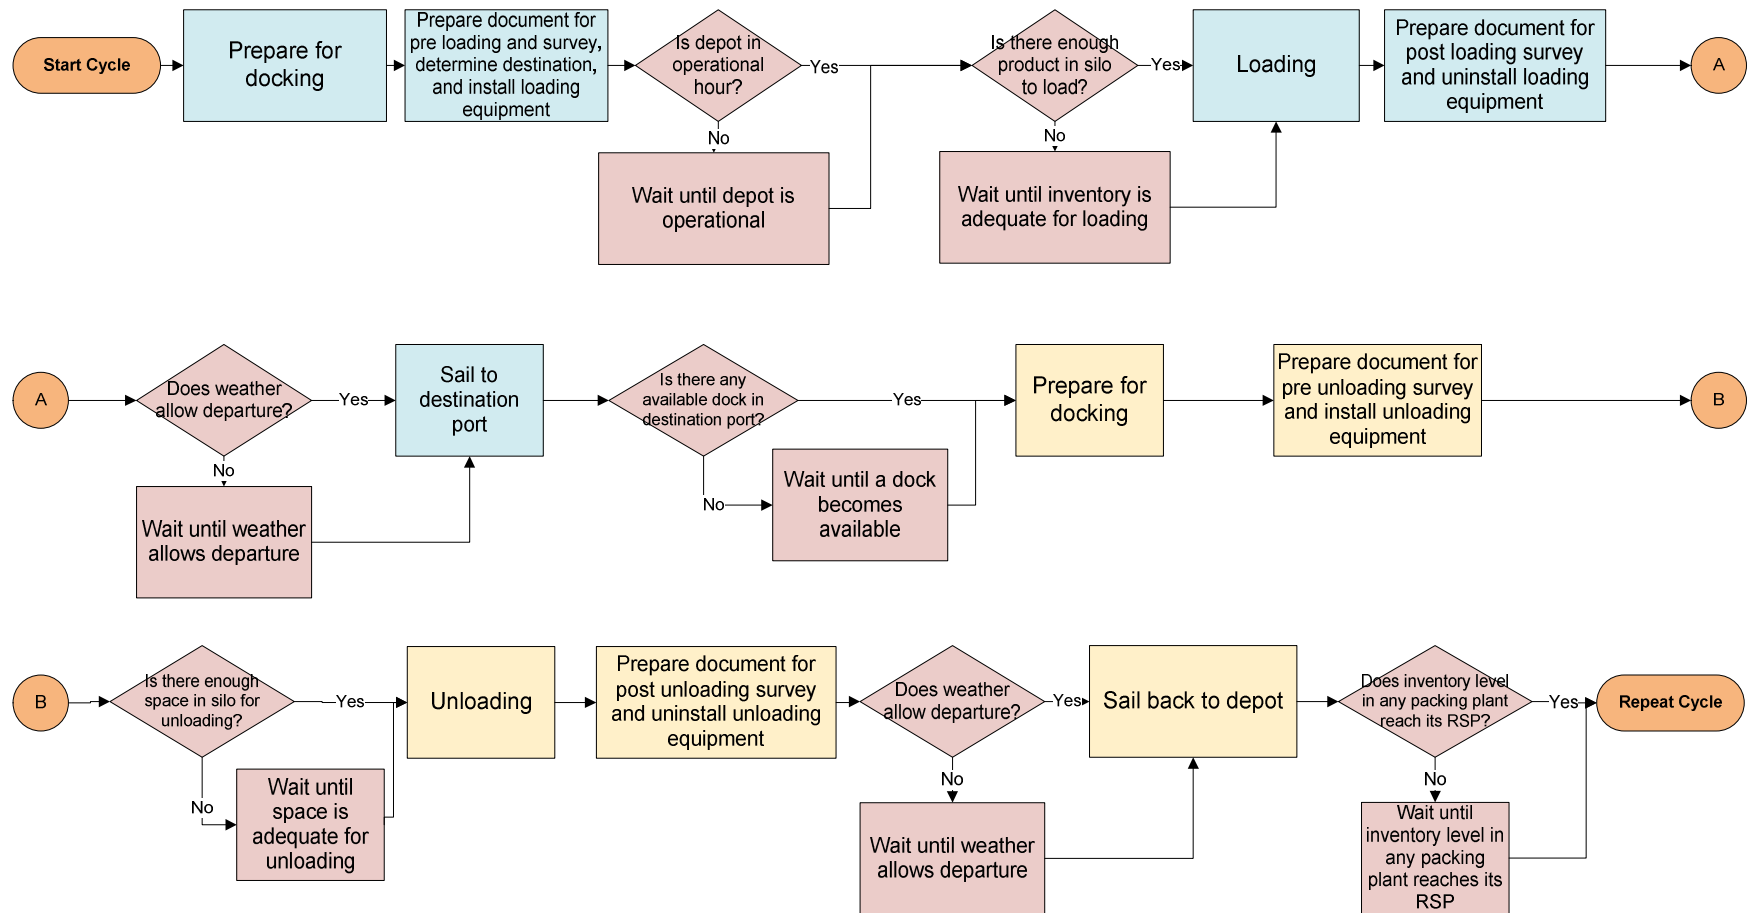 Start Cycle
Prepare for
docking
Prepare document for
pre loading and survey,
determine destination,
and install loading
equipment
Is depot in
operational
hour?
Yes
No
Wait until depot is
operational
Is there enough
product in silo
to load?
Yes
No
Wait until inventory is
adequate for loading
Loading
Prepare document for
post loading survey
and uninstall loading
equipment
A
A
Does weather
allow departure?
Yes
No
Wait until weather
allows departure
Sail to
destination
port
Is there any
available dock in
destination port?
Yes
No
Wait until a dock
becomes
available
Prepare for
docking
Prepare document for
pre unloading survey
and install unloading
equipment
B
B
Is there enough
space in silo for
unloading?
Yes
No
Wait until
space is
adequate for
unloading
Unloading
Prepare document for
post unloading survey
and uninstall unloading
equipment
Does weather
allow departure?
Yes
No
Wait until weather
allows departure
Sail back to depot
Does inventory level
in any packing plant
reach its RSP?
Yes
No
Wait until
inventory level in
any packing
plant reaches its
RSP
Repeat Cycle